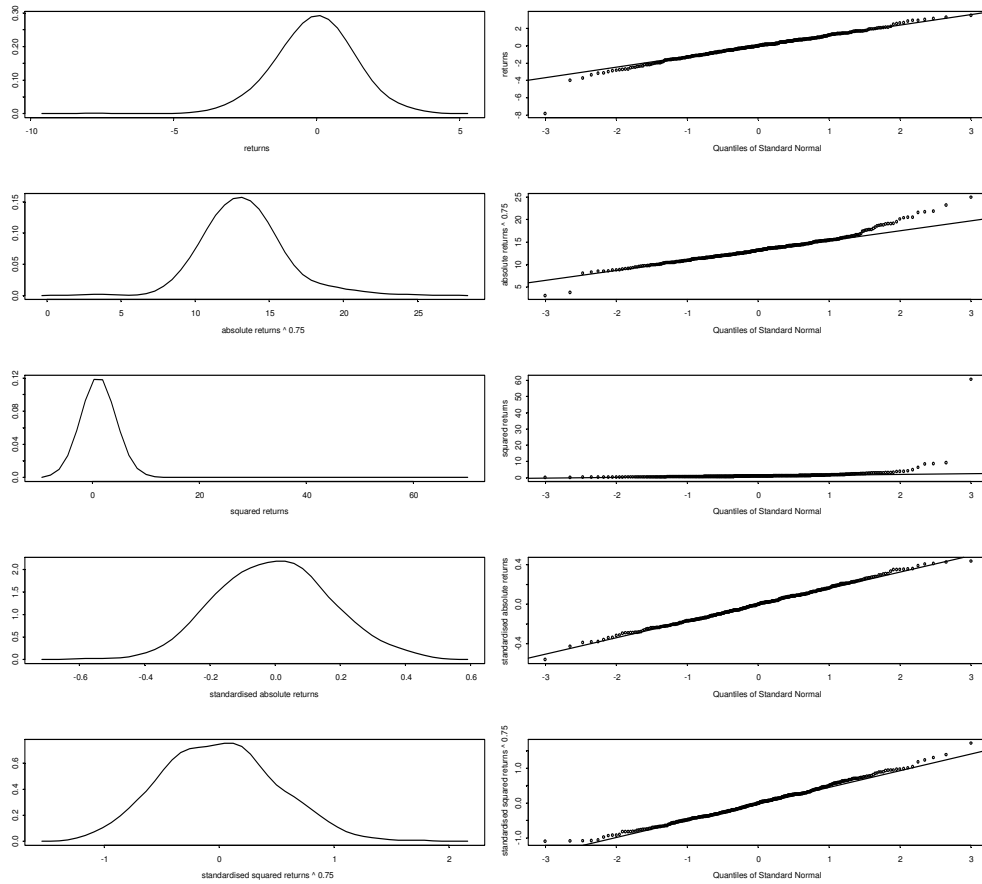 0.0 0.10 0.20 0.30
-10 -5 0 5
returns
returns
-8 -6 -4 -2 0 2
-3 -2 -1 0 1 2 3
Quantiles of Standard Normal
0.0 0.05 0.10 0.15
0 5 10 15 20 25
absolute returns ^ 0.75
absolute returns ^ 0.75
5 10 15 20 25
-3 -2 -1 0 1 2 3
Quantiles of Standard Normal
0.0 0.04 0.08 0.12
0 20 40 60
squared returns
squared returns
0 10 20 30 40 50 60
-3 -2 -1 0 1 2 3
Quantiles of Standard Normal
0.0 0.5 1.0 1.5 2.0
-0.6 -0.4 -0.2 0.0 0.2 0.4 0.6
standardised absolute returns
standardised absolute returns
-0.4 0.0 0.4
-3 -2 -1 0 1 2 3
Quantiles of Standard Normal
0.0 0.2 0.4 0.6
-1 0 1 2
standardised squared returns ^ 0.75
standardised squared returns ^ 0.75
-1.0 0.0 1.0
-3 -2 -1 0 1 2 3
Quantiles of Standard Normal